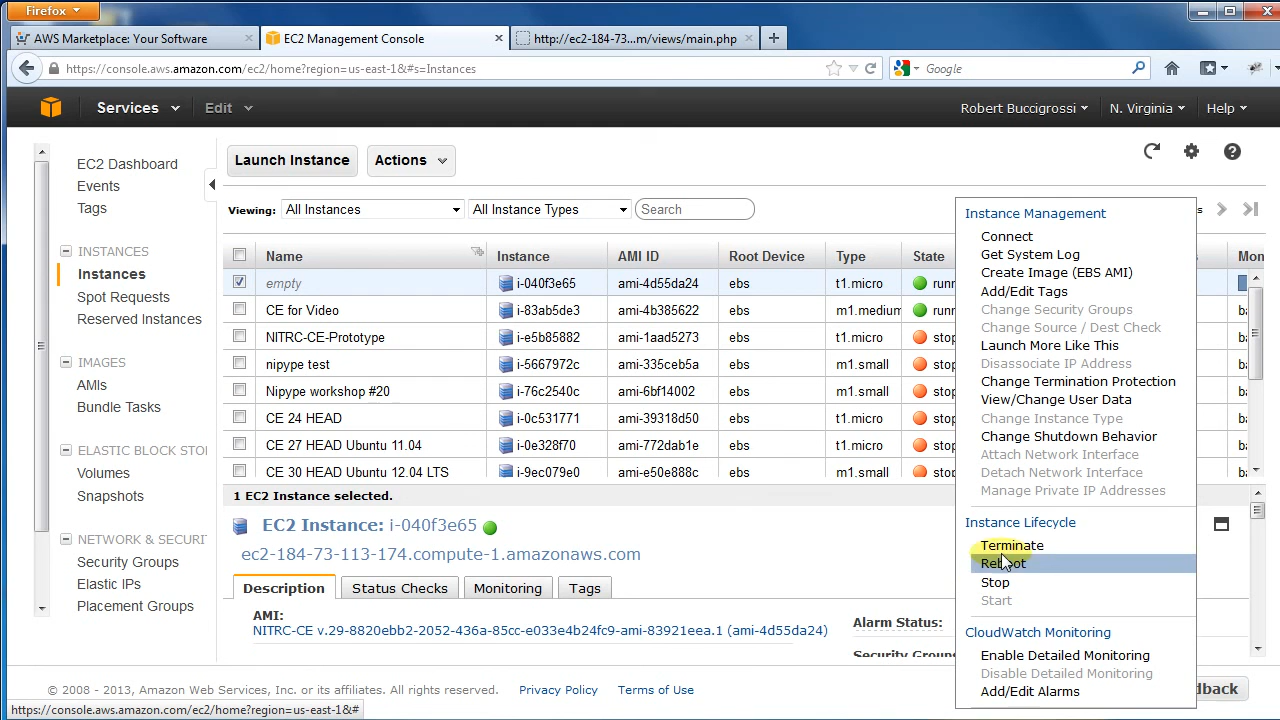 Firefox
AWS Marketplace: Your Software
EC2 Management Console
http://ec2-184-73...m/views/main.php
https://console.aws.amazon.com/ec2/home?region=us-east-1&#s=Instances
Google
Services
Edit
Robert Buccigrossi
N. Virginia
Help
EC2 Dashboard
Events
Tags
INSTANCES
Instances
Spot Requests
Reserved Instances
IMAGES
AMIs
Bundle Tasks
ELASTIC BLOCK STO
Volumes
Snapshots
NETWORK & SECURIT
Security Groups
Elastic IPs
Placement Groups
Launch Instance
Actions
Viewing: All Instances All Instance Types Search
Name Instance AMI ID Root Device Type State Mon
empty i-040f3e65 ami-4d55da24 ebs t1.micro runn
CE for Video i-83ab5de3 ami-4b385622 ebs m1.medium runn
NITRC-CE-Prototype i-e5b85882 ami-1aad5273 ebs t1.micro stop
nipype test i-5667972c ami-335ceb5a ebs m1.small stop
Nipype workshop #20 i-76c2540c ami-6bf14002 ebs m1.small stop
CE 24 HEAD i-0c531771 ami-39318d50 ebs t1.micro stop
CE 27 HEAD Ubuntu 11.04 i-0e328f70 ami-772dab1e ebs t1.micro stop
CE 30 HEAD Ubuntu 12.04 LTS i-9ec079e0 ami-e50e888c ebs m1.small stop
1 EC2 Instance selected.
EC2 Instance: i-040f3e65
ec2-184-73-113-174.compute-1.amazonaws.com
Description Status Checks Monitoring Tags
AMI:
NITRC-CE v.29-8820ebb2-2052-436a-85cc-e033e4b24fc9-ami-83921eea.1 (ami-4d55da24)
Alarm Status:
Security Groups
Instance Management
Connect
Get System Log
Create Image (EBS AMI)
Add/Edit Tags
Change Security Groups
Change Source / Dest Check
Launch More Like This
Disassociate IP Address
Change Termination Protection
View/Change User Data
Change Instance Type
Change Shutdown Behavior
Attach Network Interface
Detach Network Interface
Manage Private IP Addresses
Instance Lifecycle
Terminate
Reboot
Stop
Start
CloudWatch Monitoring
Enable Detailed Monitoring
Disable Detailed Monitoring
Add/Edit Alarms
© 2008 - 2013, Amazon Web Services, Inc. or its affiliates. All rights reserved. Privacy Policy Terms of Use
https://console.aws.amazon.com/ec2/home?region=us-east-1&#